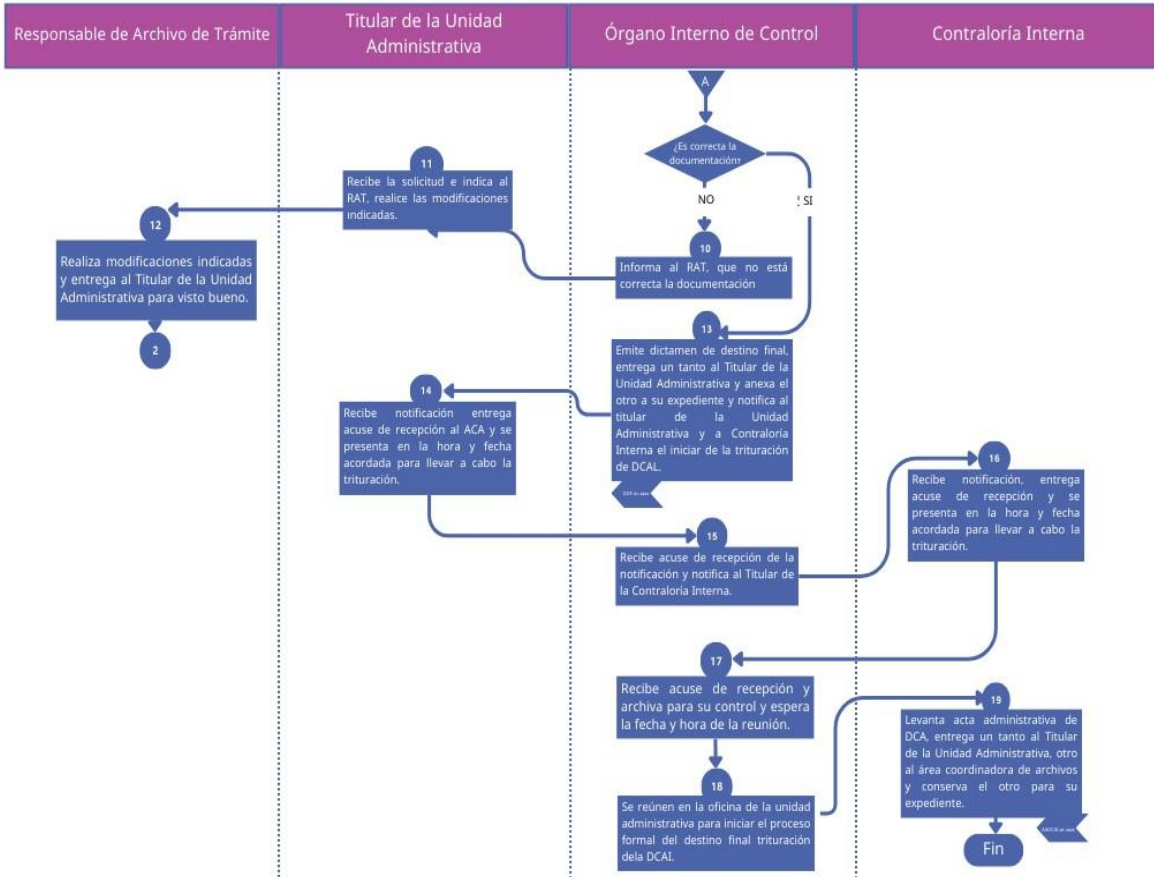 Responsable de Archivo de Trámite
Titular de la Unidad
Administrativa
Órgano Interno de Control
Contraloría Interna
A
¿Es correcta la
documentación?
NO
SI
10
Informa al RAT, que no está
correcta la documentación
11
Recibe la solicitud e indica al
RAT, realice las modificaciones
indicadas.
12
Realiza modificaciones indicadas
y entrega al Titular de la Unidad
Administrativa para visto bueno.
2
13
Emite dictamen de destino final,
entrega un tanto al Titular de la
Unidad Administrativa y anexa el
otro a su expediente y notifica al
titular de la Unidad
Administrativa y a Contraloría
Interna el iniciar de la trituración
de DCAL.
14
Recibe notificación entrega
acuse de recepción al ACA y se
presenta en la hora y fecha
acordada para llevar a cabo la
trituración.
15
Recibe acuse de recepción de la
notificación y notifica al Titular de
la Contraloría Interna.
16
Recibe notificación, entrega
acuse de recepción y se
presenta en la hora y fecha
acordada para llevar a cabo la
trituración.
17
Recibe acuse de recepción y
archiva para su control y espera
la fecha y hora de la reunión.
18
Se reúnen en la oficina de la unidad
administrativa para iniciar el proceso
formal del destino final trituración
dela DCAI.
19
Levanta acta administrativa de
DCA, entrega un tanto al Titular
de la Unidad Administrativa, otro
al área coordinadora de archivos
y conserva el otro para su
expediente.
Fin